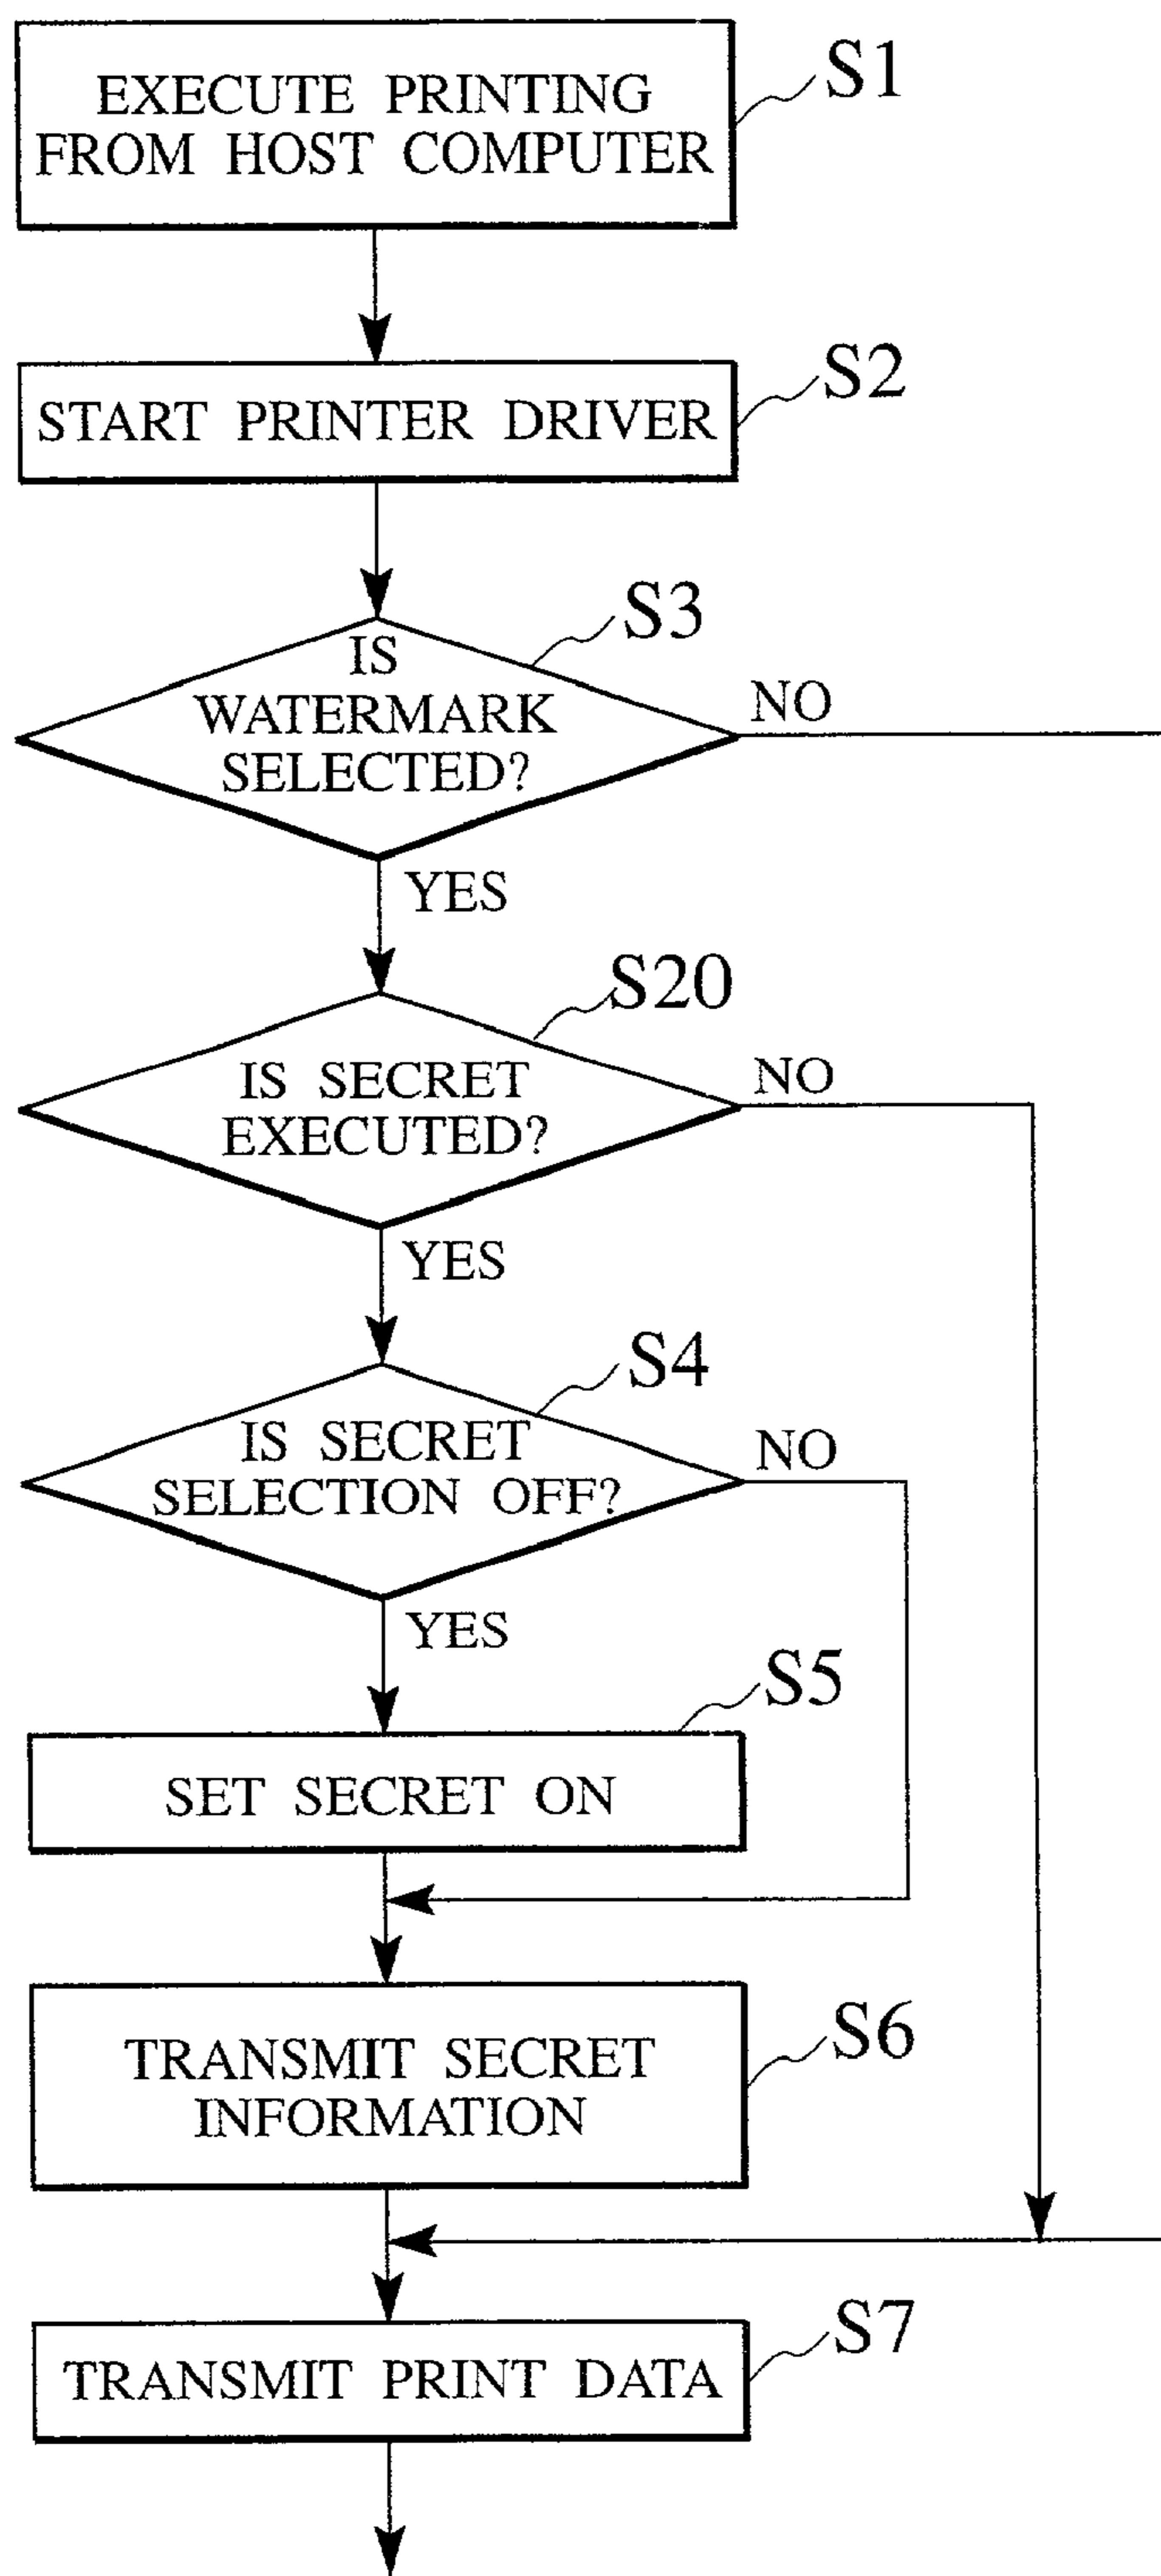 EXECUTE PRINTING
FROM HOST COMPUTER
S1
START PRINTER DRIVER
S2
S3
IS
WATERMARK
SELECTED?
NO
YES
S20
IS SECRET
EXECUTED?
NO
YES
S4
IS SECRET
SELECTION OFF?
NO
YES
S5
SET SECRET ON
TRANSMIT SECRET
INFORMATION
S6
TRANSMIT PRINT DATA
S7